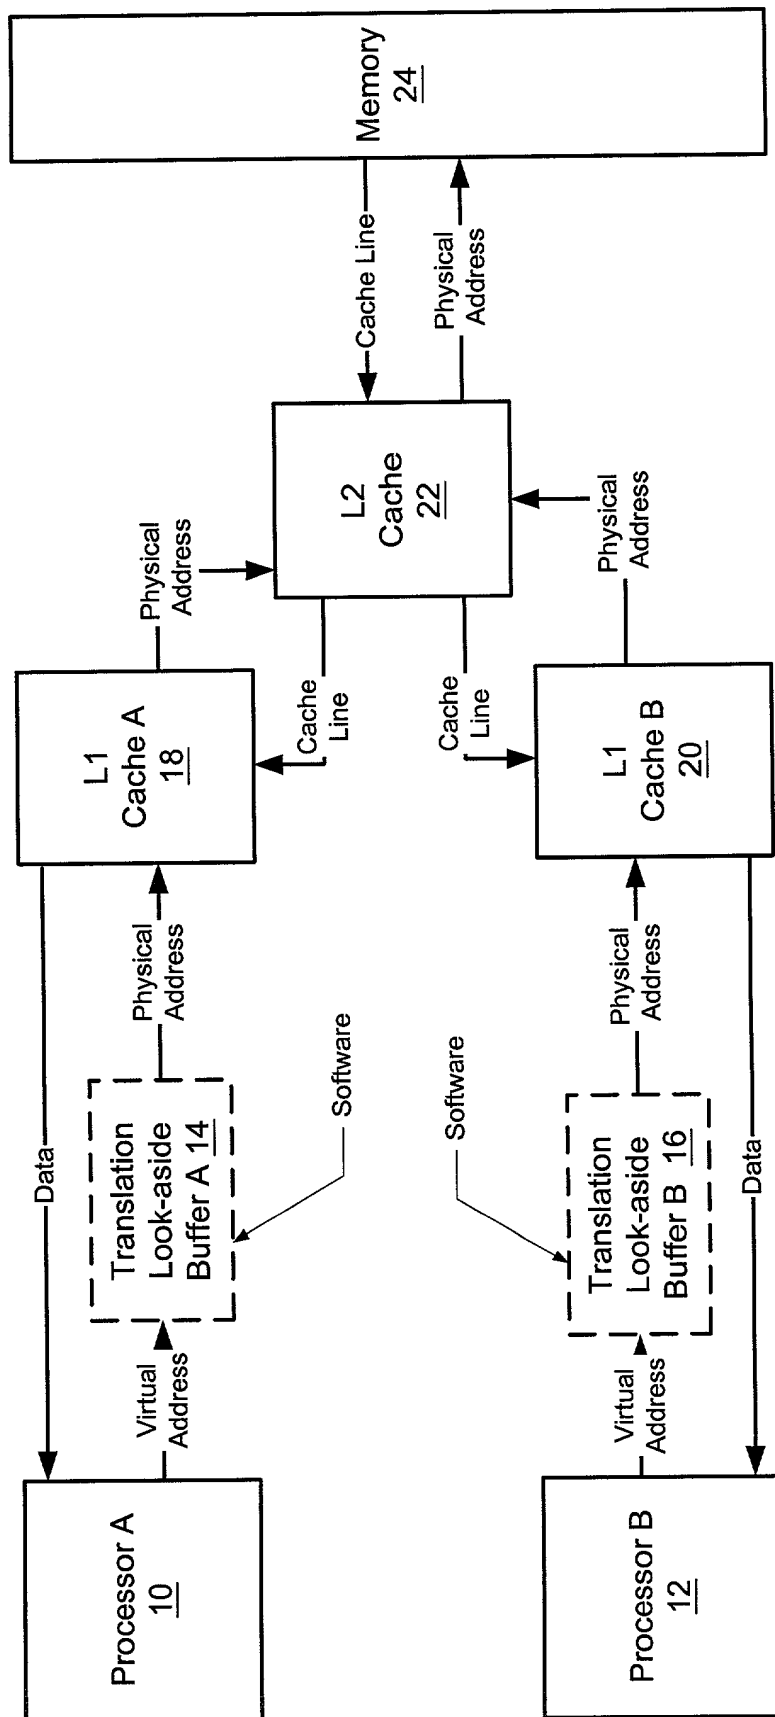 Data
Processor A
10
Virtual
Address
Translation
Look-aside
Buffer A 14
Physical
Address
L1
Cache A
18
Physical
Address
Software
Cache
Line
L2
Cache
22
Cache Line
Physical
Address
Memory
24
Software
Cache
Line
Physical
Address
Processor B
12
Virtual
Address
Translation
Look-aside
Buffer B 16
Physical
Address
L1
Cache B
20
Data